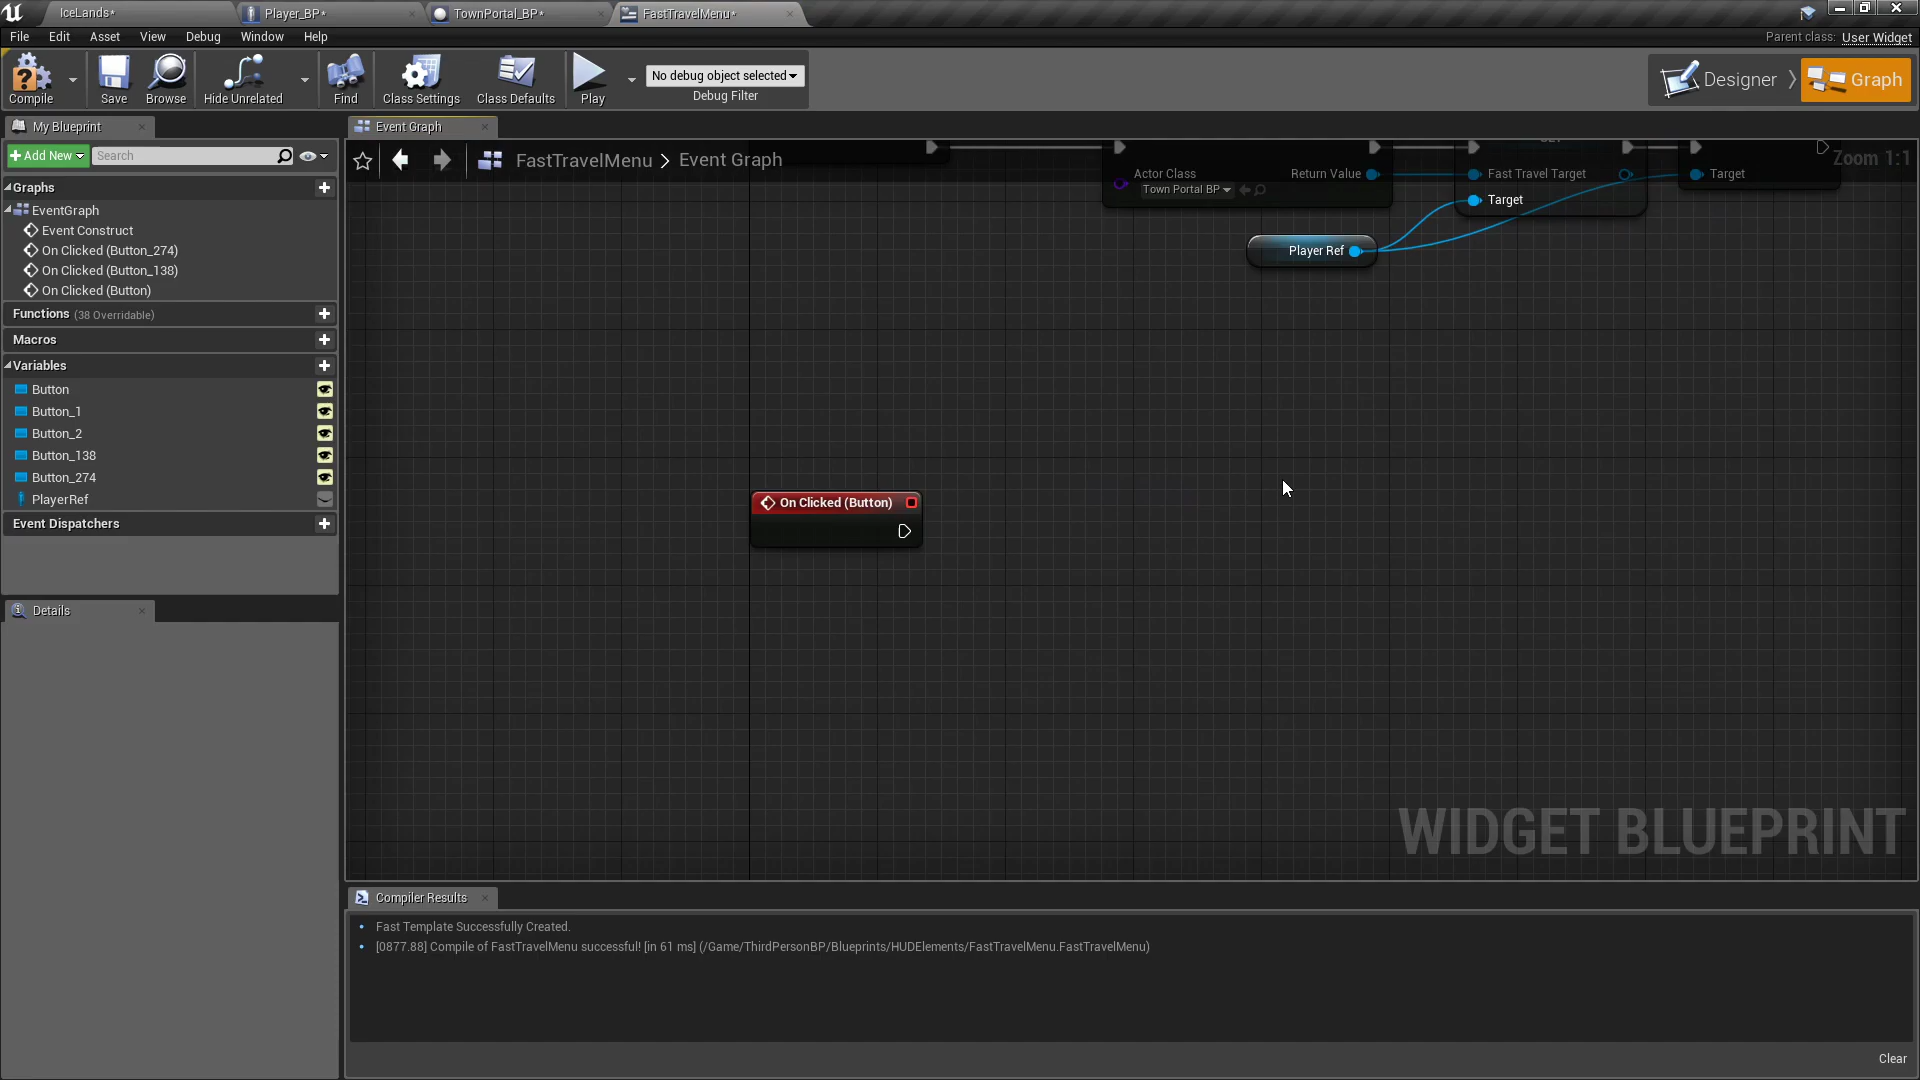 IceLands*
Player_BP*
TownPortal_BP*
FastTravelMenu*
File Edit Asset View Debug Window Help
Parent class: User Widget
Compile
Save
Browse
Hide Unrelated
Find
Class Settings
Class Defaults
Play
No debug object selected
Debug Filter
Designer
Graph
My Blueprint
Event Graph
Add New
Search
FastTravelMenu > Event Graph
Zoom 1:1
Graphs
EventGraph
Event Construct
On Clicked (Button_274)
On Clicked (Button_138)
On Clicked (Button)
Functions (38 Overridable)
Macros
Variables
Button
Button_1
Button_2
Button_138
Button_274
PlayerRef
Event Dispatchers
Details
Actor Class
Town Portal BP
Return Value
Fast Travel Target
Target
Target
Player Ref
On Clicked (Button)
WIDGET BLUEPRINT
Compiler Results
Fast Template Successfully Created.
[0877.88] Compile of FastTravelMenu successful! [in 61 ms] (/Game/ThirdPersonBP/Blueprints/HUDElements/FastTravelMenu.FastTravelMenu)
Clear